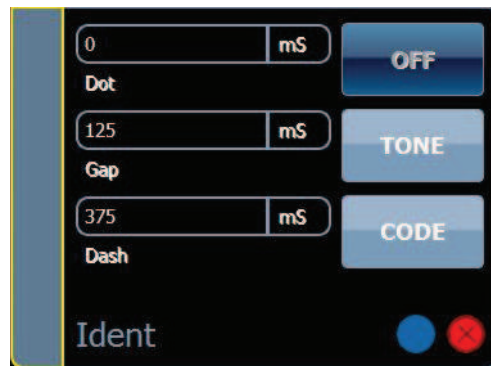 0 mS OFF
Dot
125 mS TONE
Gap
375 mS CODE
Dash
Ident